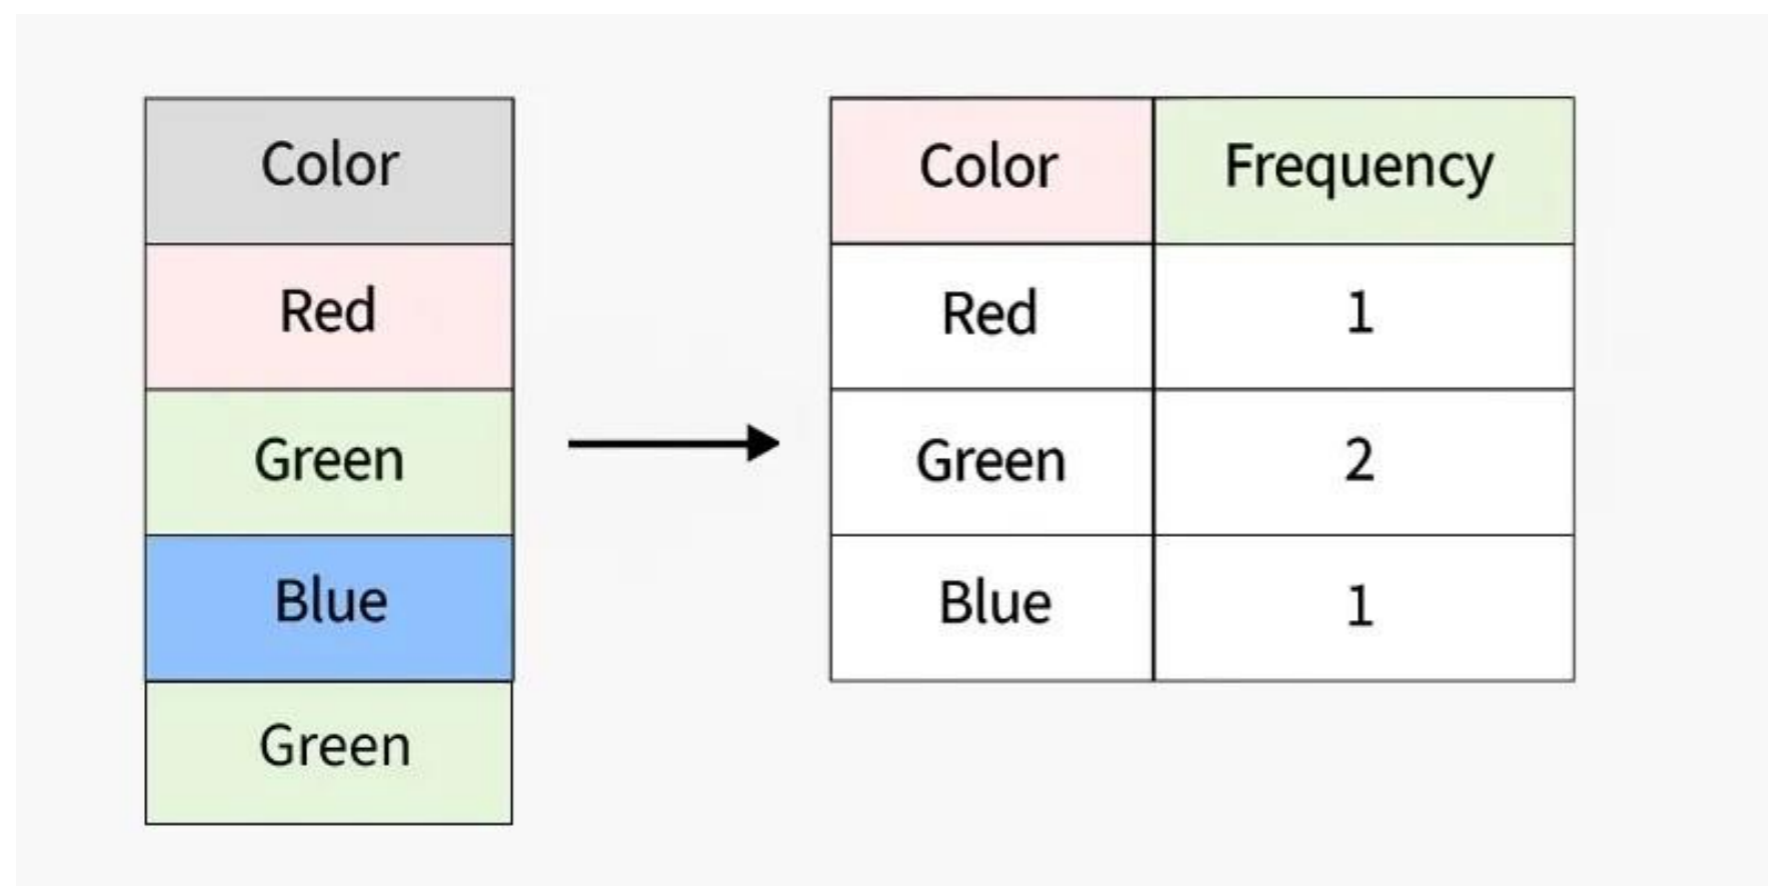 Color
Red
Green
Blue
Green
Color Frequency
Red 1
Green 2
Blue 1